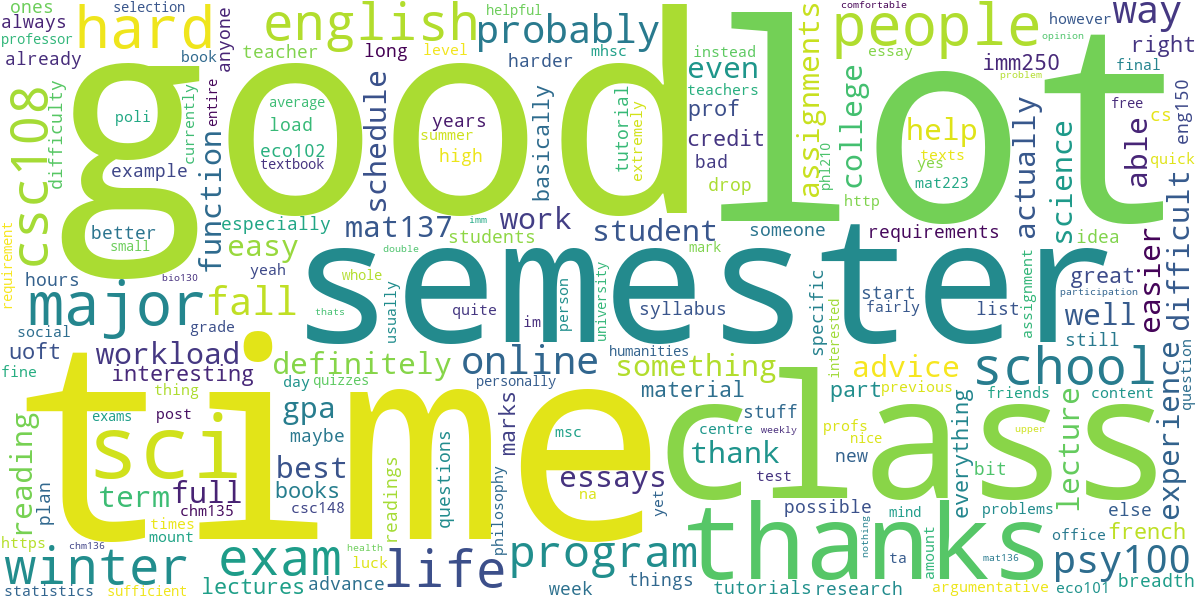 ones
selection
always
professor
already
book
hard
anyone
english
teacher
long
level
helpful
probably
mhsc
harder
people
comfortable
essay
however
opinion
way
right
instead
even
teachers
imm250
problem
final
good
lot
csc108
difficulty
poli
currently
entire
function
example
average
load
eco102
textbook
schedule
years
summer
high
basically
tutorial
extremely
prof
credit
bad
drop
assignments
phl210
college
http
help
texts
yes
mat223
actually
science
free
able
cs
quick
eng150
difficult
better
small
especially
easy
mat137
imm
students
work
student
mark
someone
requirements
idea
easier
requirement
hours
bio130
yeah
whole
double
semester
great
participation
major
fall
social
grade
thats
usually
quite
im
person
university
syllabus
specific
start
fairly
list
assignment
well
still
uoft
workload
interesting
fine
thing
definitely
day
quizzes
online
personally
humanities
something
material
interested
advice
part
previous
school
experience
question
time
class
reading
plan
exams
post
sci
gpa
maybe
marks
msc
stuff
centre
weekly
profs
nice
new
friends
content
upper
everything
lecture
bit
term
full
chm135
best
books
csc148
readings
questions
philosophy
essays
na
yet
thank
test
possible
mind
problems
else
times
mount
https
chm136
winter
exam
health
luck
life
program
thanks
nothing
ta
amount
office
french
mat136
psy100
statistics
sufficient
lectures
advance
week
things
tutorials
research
argumentative
eco101
breadth